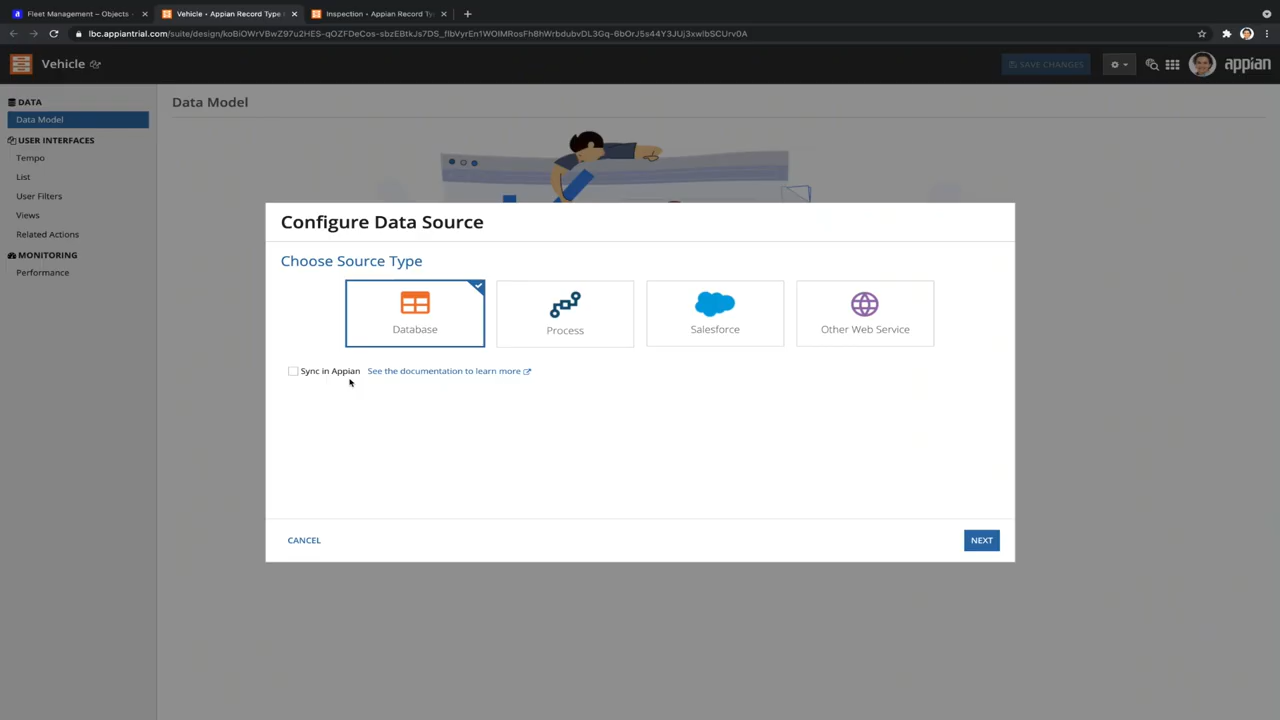 Fleet Management – Objects -
Vehicle • Appian Record Type
Inspection • Appian Record Typ
Vehicle
SAVE CHANGES
appian
DATA
Data Model
USER INTERFACES
Tempo
List
User Filters
Views
Related Actions
MONITORING
Performance
Data Model
Configure Data Source
Choose Source Type
Database
Process
Salesforce
Other Web Service
Sync in Appian See the documentation to learn more
CANCEL
NEXT